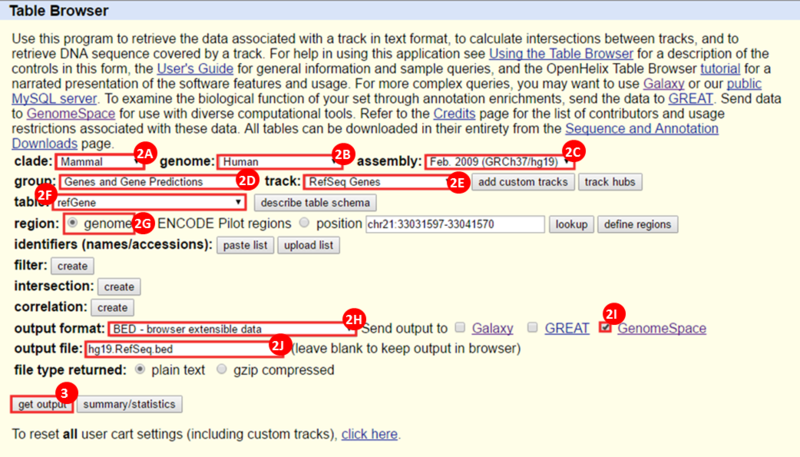 Table Browser
Use this program to retrieve the data associated with a track in text format, to calculate intersections between tracks, and to
retrieve DNA sequence covered by a track. For help in using this application see Using the Table Browser for a description of the
controls in this form, the User's Guide for general information and sample queries, and the OpenHelix Table Browser tutorial for a
narrated presentation of the software features and usage. For more complex queries, you may want to use Galaxy or our public
MySQL server. To examine the biological function of your set through annotation enrichments, send the data to GREAT. Send data
to GenomeSpace for use with diverse computational tools. Refer to the Credits page for the list of contributors and usage
restrictions associated with these data. All tables can be downloaded in their entirety from the Sequence and Annotation
Downloads page.
clade: Mammal 2A genome: Human 2B assembly: Feb. 2009 (GRCh37/hg19) 2C
group: Genes and Gene Predictions 2D track: RefSeq Genes 2E add custom tracks track hubs
table: 2F refGene describe table schema
region: genome 2G ENCODE Pilot regions position chr21:33031597-33041570 lookup define regions
identifiers (names/accessions): paste list upload list
filter: create
intersection: create
correlation: create
output format: BED - browser extensible data 2H Send output to Galaxy GREAT 2I GenomeSpace
output file: hg19.RefSeq.bed 2J (leave blank to keep output in browser)
file type returned: plain text gzip compressed
get output 3 summary/statistics
To reset all user cart settings (including custom tracks), click here.